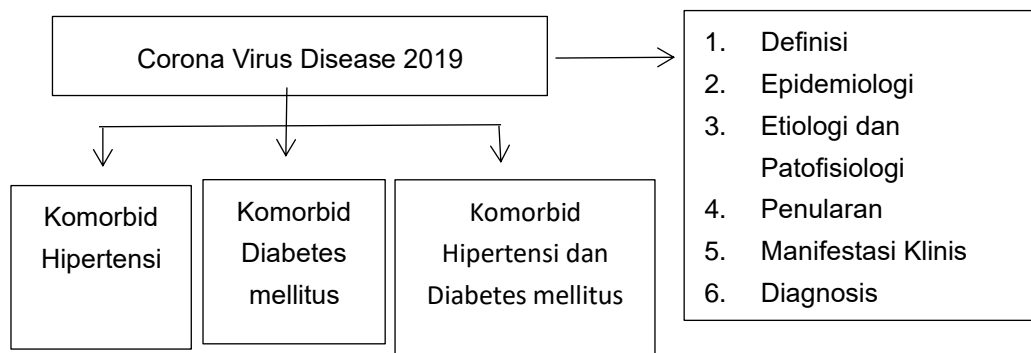 Corona Virus Disease 2019
1. Definisi
2. Epidemiologi
3. Etiologi dan
Patofisiologi
4. Penularan
5. Manifestasi Klinis
6. Diagnosis
Komorbid
Hipertensi
Komorbid
Diabetes
mellitus
Komorbid
Hipertensi dan
Diabetes mellitus